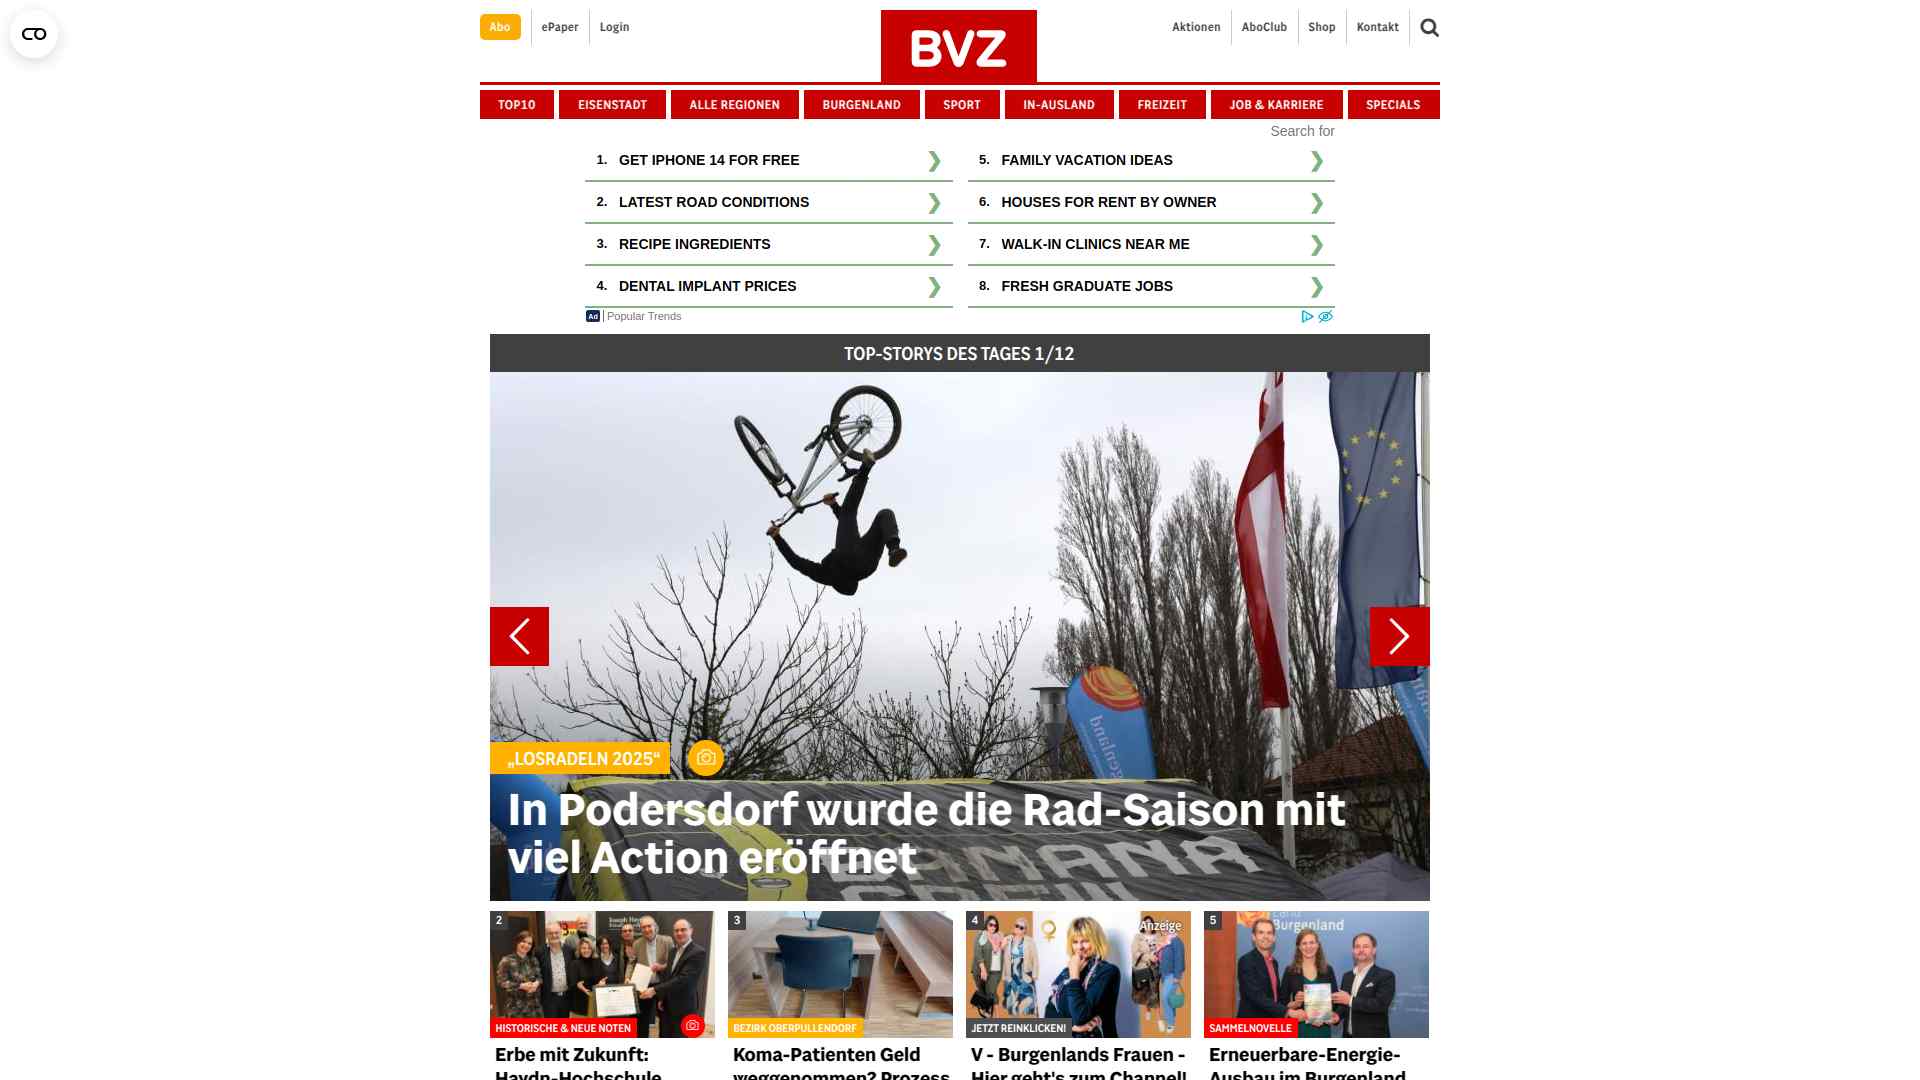 Abo
ePaper
Login
BVZ
Aktionen
AboClub
Shop
Kontakt
TOP10
EISENSTADT
ALLE REGIONEN
BURGENLAND
SPORT
IN-AUSLAND
FREIZEIT
JOB & KARRIERE
SPECIALS
Search for
1. GET IPHONE 14 FOR FREE
2. LATEST ROAD CONDITIONS
3. RECIPE INGREDIENTS
4. DENTAL IMPLANT PRICES
5. FAMILY VACATION IDEAS
6. HOUSES FOR RENT BY OWNER
7. WALK-IN CLINICS NEAR ME
8. FRESH GRADUATE JOBS
Ad Popular Trends
TOP-STORYS DES TAGES 1/12
„LOSRADELN 2025“
In Podersdorf wurde die Rad-Saison mit
viel Action eröffnet
2
HISTORISCHE & NEUE NOTEN
Erbe mit Zukunft:
Haydn-Hochschule
3
BEZIRK OBERPULLENDORF
Koma-Patienten Geld
weggenommen? Prozess
4
Anzeige
JETZT REINKLICKEN!
V - Burgenlands Frauen -
Hier geht's zum Channel!
5
Land
Burgenland
SAMMELNOVELLE
Erneuerbare-Energie-
Ausbau im Burgenland